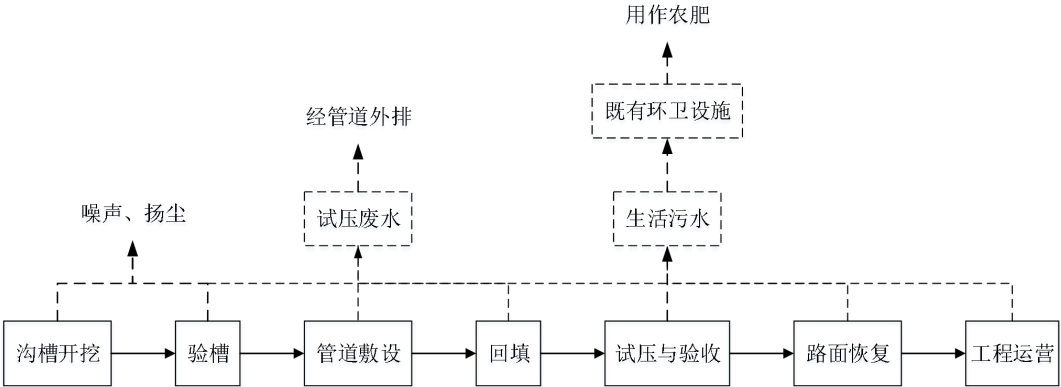 用作农肥
既有环卫设施
经管道外排
试压废水
生活污水
噪声、扬尘
沟槽开挖
验槽
管道敷设
回填
试压与验收
路面恢复
工程运营